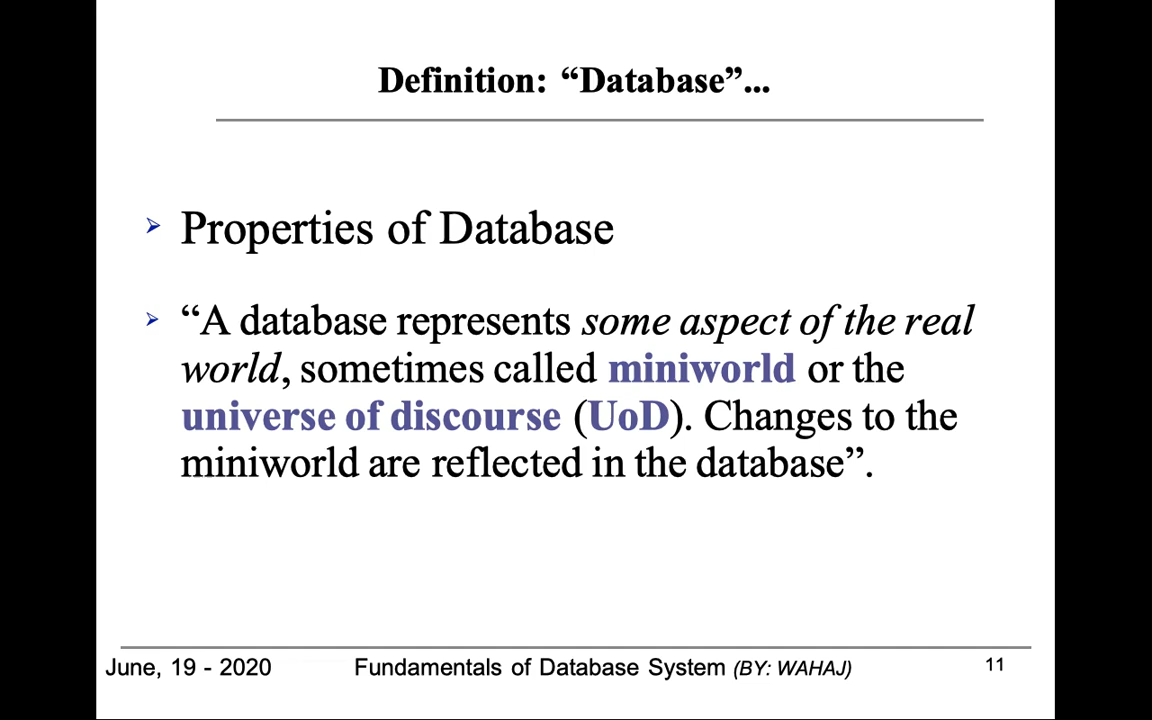 Definition: “Database”...
Properties of Database
“A database represents some aspect of the real
world, sometimes called miniworld or the
universe of discourse (UoD). Changes to the
miniworld are reflected in the database”.
June, 19 - 2020 Fundamentals of Database System (BY: WAHAJ) 11